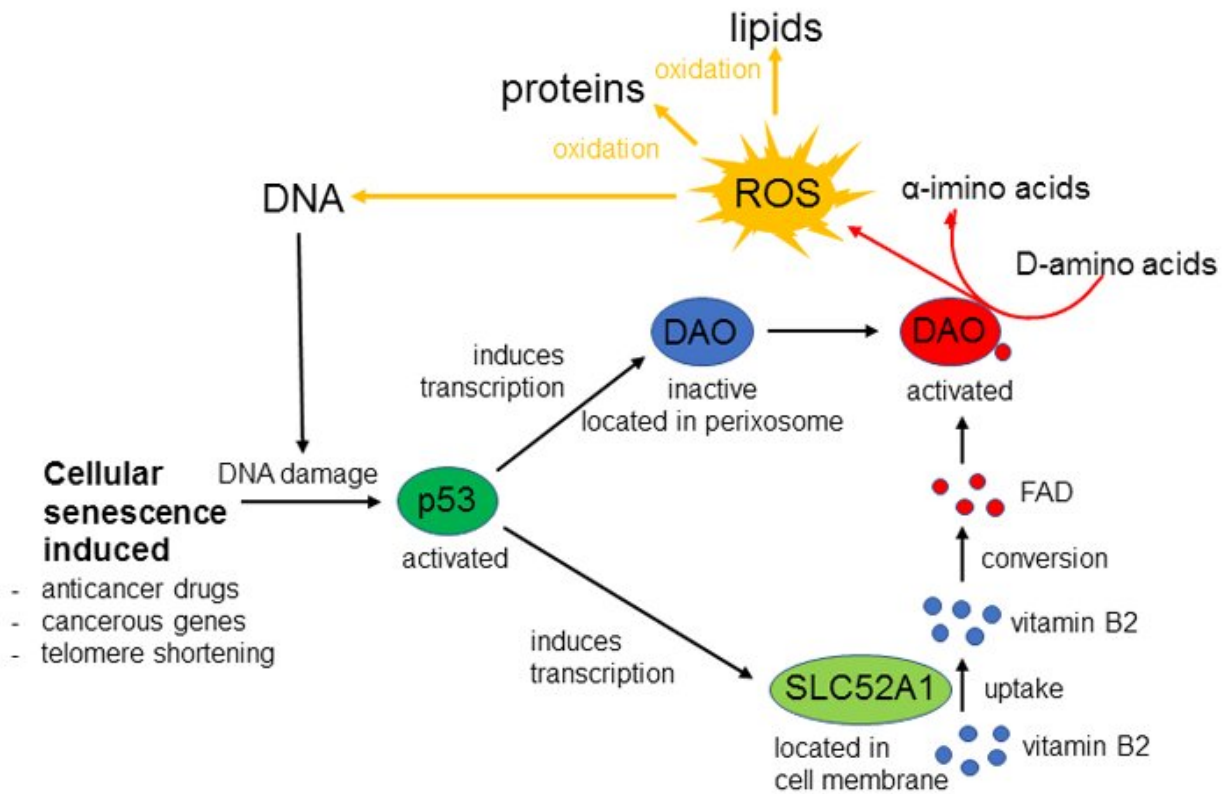 lipids
oxidation
proteins
oxidation
ROS
DNA
α-imino acids
D-amino acids
DAO
DAO
induces
transcription
inactive
located in perixosome
activated
Cellular
senescence
induced
DNA damage
p53
activated
- anticancer drugs
- cancerous genes
- telomere shortening
FAD
conversion
vitamin B2
induces
transcription
SLC52A1
uptake
located in
cell membrane
vitamin B2